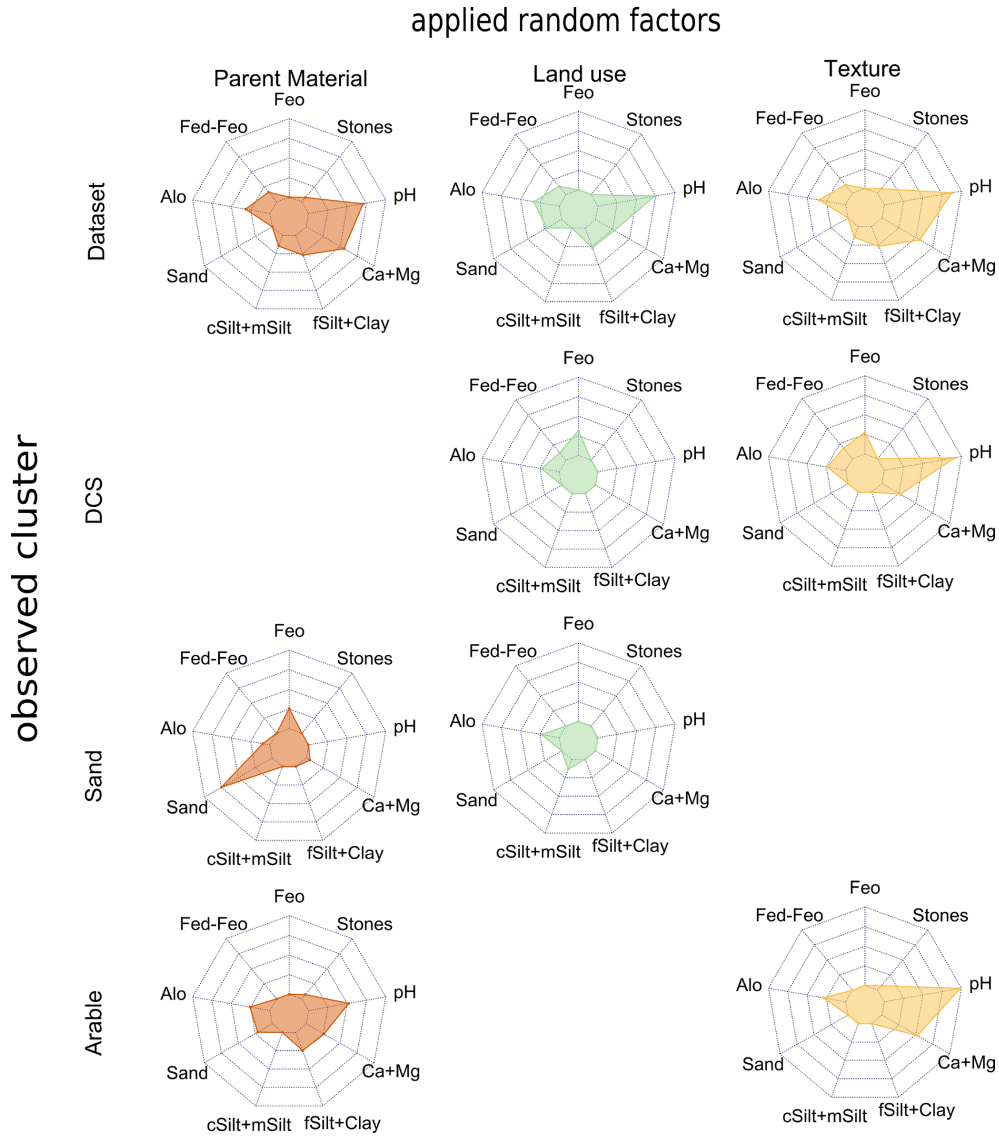 applied random factors
Parent Material
Land use
Texture
observed cluster
Dataset
Feo
Stones
pH
Ca+Mg
fSilt+Clay
cSilt+mSilt
Sand
Alo
Fed-Feo
Feo
Stones
pH
Ca+Mg
fSilt+Clay
cSilt+mSilt
Sand
Alo
Fed-Feo
Feo
Stones
pH
Ca+Mg
fSilt+Clay
cSilt+mSilt
Sand
Alo
Fed-Feo
DCS
Feo
Stones
pH
Ca+Mg
fSilt+Clay
cSilt+mSilt
Sand
Alo
Fed-Feo
Feo
Stones
pH
Ca+Mg
fSilt+Clay
cSilt+mSilt
Sand
Alo
Fed-Feo
Sand
Feo
Stones
pH
Ca+Mg
fSilt+Clay
cSilt+mSilt
Sand
Alo
Fed-Feo
Feo
Stones
pH
Ca+Mg
fSilt+Clay
cSilt+mSilt
Sand
Alo
Fed-Feo
Arable
Feo
Stones
pH
Ca+Mg
fSilt+Clay
cSilt+mSilt
Sand
Alo
Fed-Feo
Feo
Stones
pH
Ca+Mg
fSilt+Clay
cSilt+mSilt
Sand
Alo
Fed-Feo